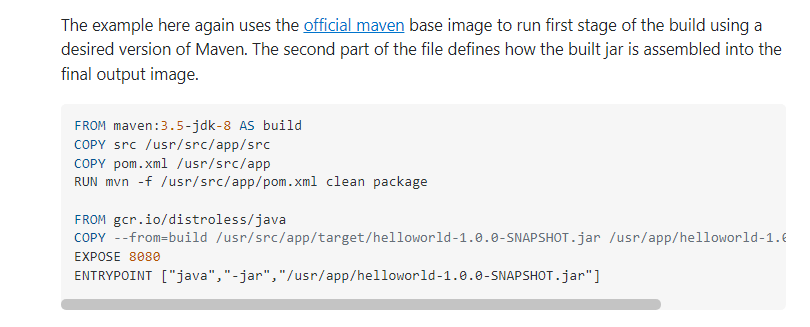 The example here again uses the official maven base image to run first stage of the build using a
desired version of Maven. The second part of the file defines how the built jar is assembled into the
final output image.
FROM maven:3.5-jdk-8 AS build
COPY src /usr/src/app/src
COPY pom.xml /usr/src/app
RUN mvn -f /usr/src/app/pom.xml clean package
FROM gcr.io/distroless/java
COPY --from=build /usr/src/app/target/helloworld-1.0.0-SNAPSHOT.jar /usr/app/helloworld-1.0
EXPOSE 8080
ENTRYPOINT ["java","-jar","/usr/app/helloworld-1.0.0-SNAPSHOT.jar"]